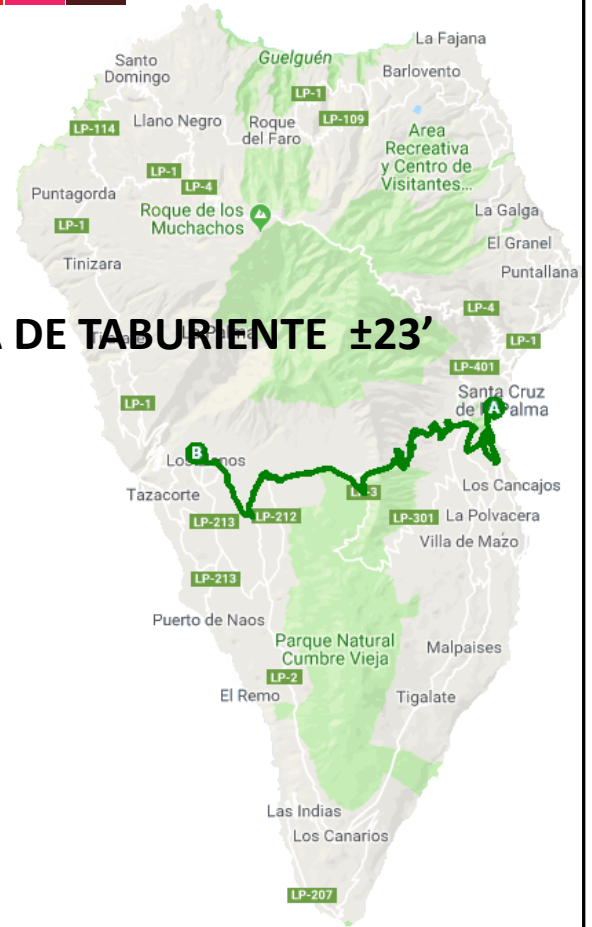 La Fajana
Guelguén
Santo
Domingo
Barlovento
LP-1
LP-109
LP-114
Llano Negro
Roque
del Faro
Area
Recreativa
y Centro de
Visitantes...
LP-1
LP-4
Puntagorda
Roque de los
Muchachos
La Galga
LP-1
El Granel
Tinizara
Puntallana
LP-4
A DE TABURIENTE ±23’
LP-1
LP-401
Santa Cruz
de Palma
A
LP-1
B
Los
Tazacorte
Los Cancajos
LP-213
LP-212
LP-301
La Polvacera
Villa de Mazo
LP-213
Puerto de Naos
Parque Natural
Cumbre Vieja
Malpaises
LP-2
El Remo
Tigalate
Las Indias
Los Canarios
LP-207